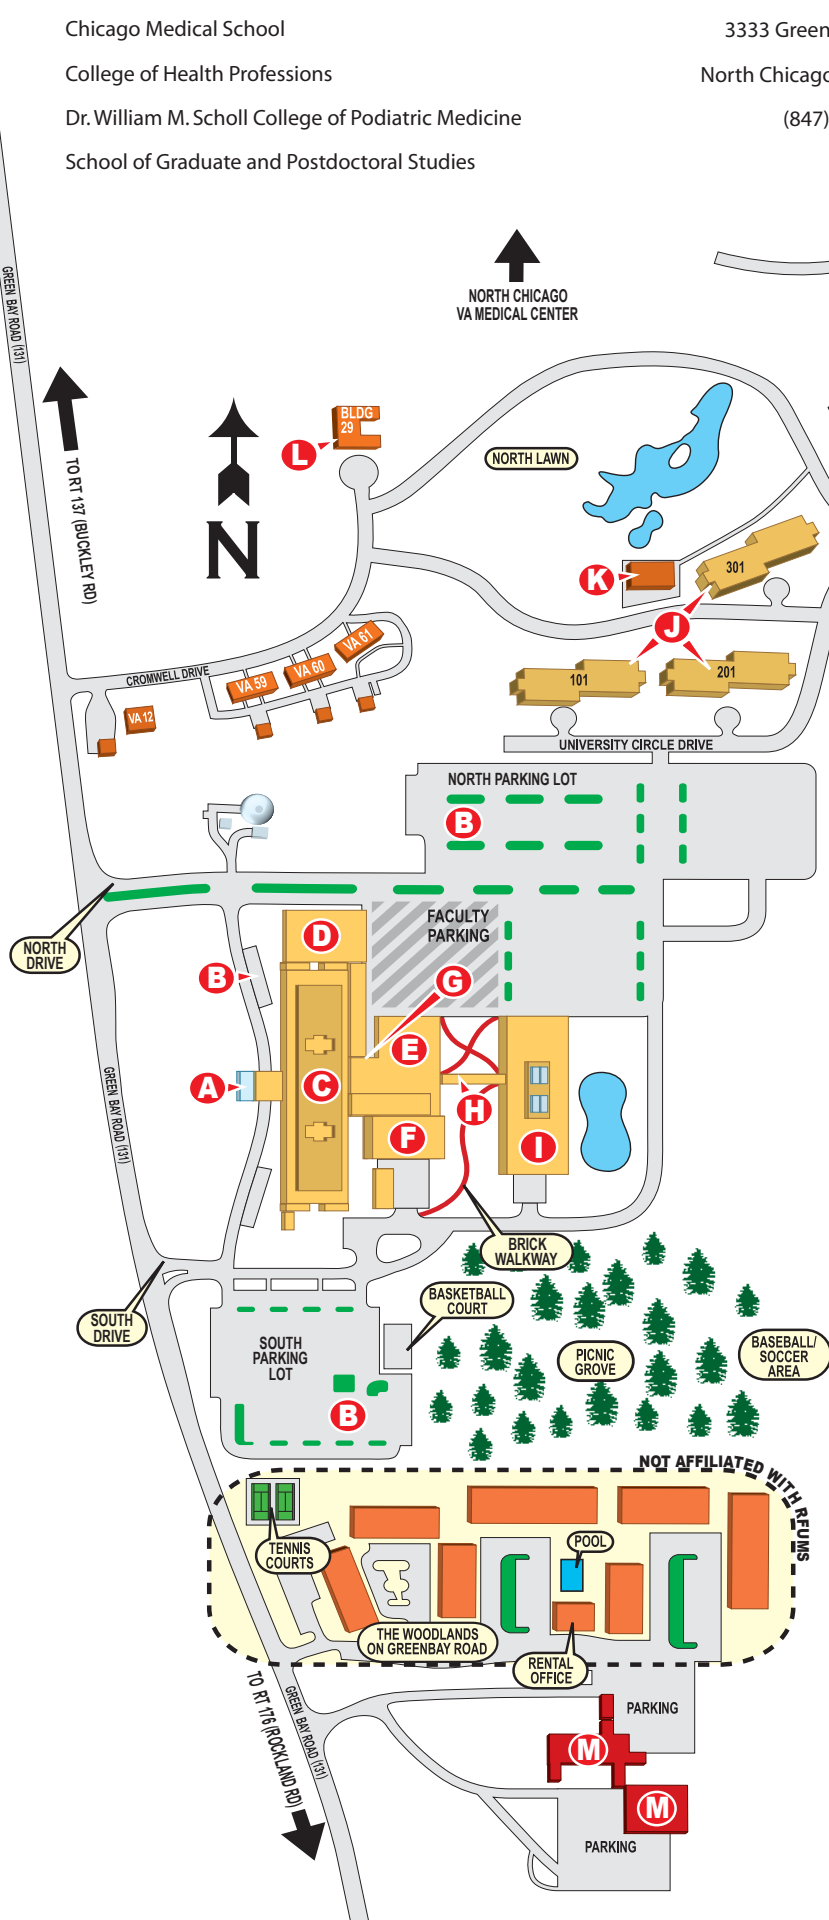 Chicago Medical School
3333 Green
College of Health Professions
North Chicago
Dr. William M. Scholl College of Podiatric Medicine
(847)
School of Graduate and Postdoctoral Studies
GREEN BAY ROAD (131)
NORTH CHICAGO
VA MEDICAL CENTER
TO RT 137 (BUCKLEY RD)
N
BLDG
29
L
NORTH LAWN
K
301
J
101
201
VA 61
VA 60
VA 59
CROMWELL DRIVE
VA 12
UNIVERSITY CIRCLE DRIVE
NORTH PARKING LOT
B
NORTH
DRIVE
FACULTY
PARKING
D
B
G
E
A
C
H
F
I
GREEN BAY ROAD (131)
BRICK
WALKWAY
SOUTH
DRIVE
BASKETBALL
COURT
SOUTH
PARKING
LOT
PICNIC
GROVE
BASEBALL/
SOCCER
AREA
B
NOT AFFILIATED WITH RFUMS
TENNIS
COURTS
POOL
THE WOODLANDS
ON GREENBAY ROAD
RENTAL
OFFICE
TO RT 176 (ROCKLAND RD)
GREEN BAY ROAD (131)
PARKING
M
M
PARKING